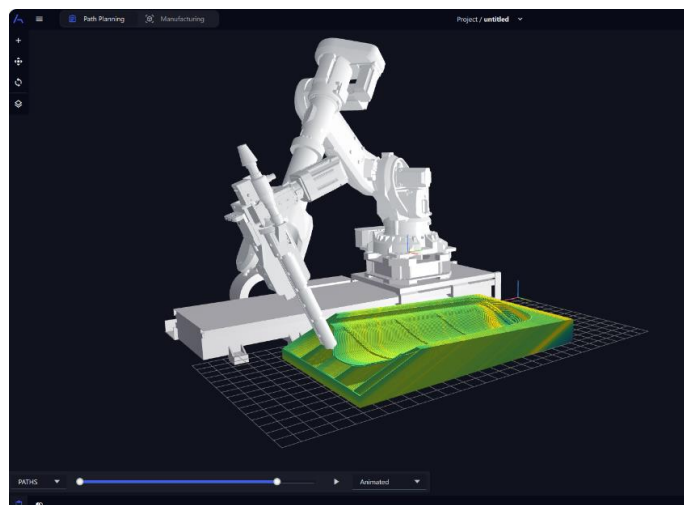 Path Planning
Manufacturing
Project / untitled
PATHS
Animated